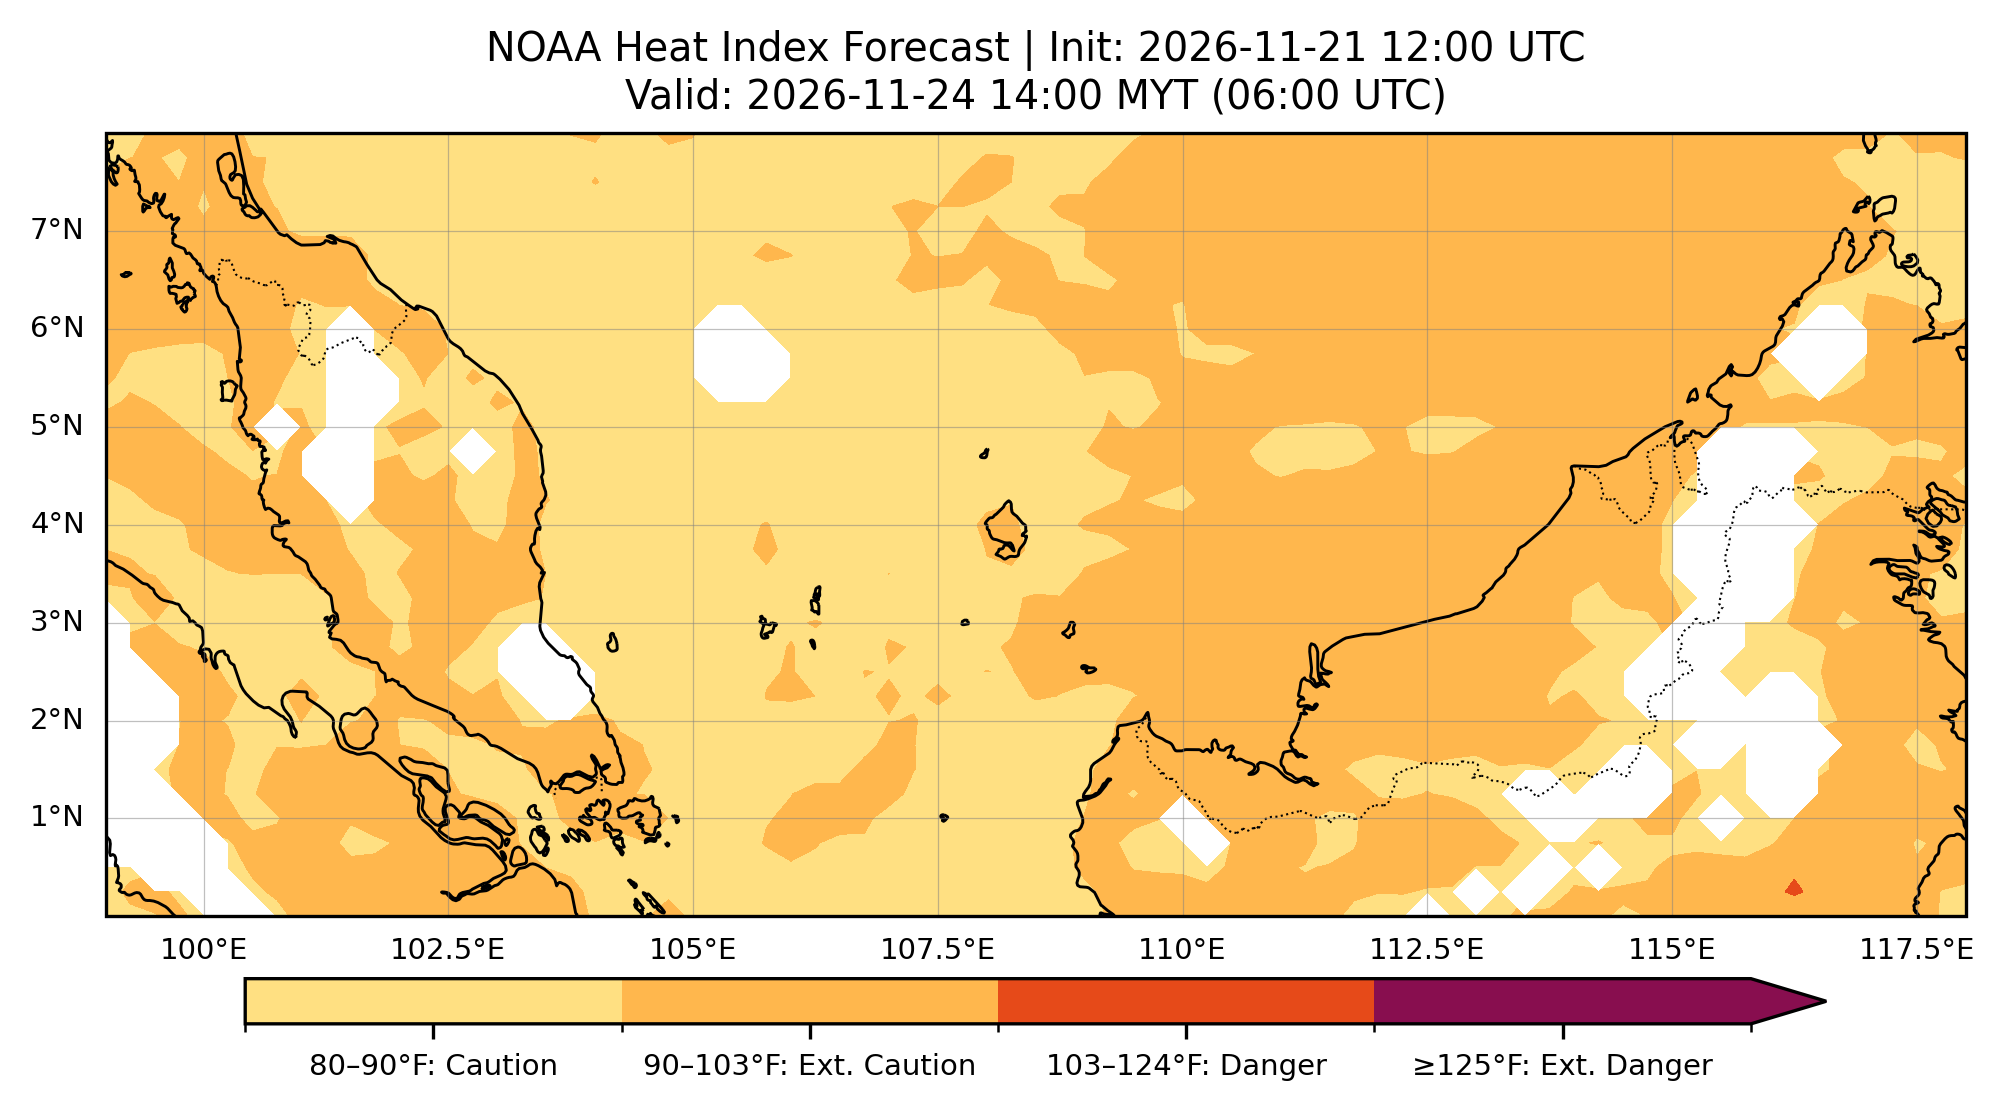 NOAA Heat Index Forecast | Init: 2026-11-21 12:00 UTC
Valid: 2026-11-24 14:00 MYT (06:00 UTC)
7°N
6°N
5°N
4°N
3°N
2°N
1°N
100°E 102.5°E 105°E 107.5°E 110°E 112.5°E 115°E 117.5°E
80–90°F: Caution 90–103°F: Ext. Caution 103–124°F: Danger ≥125°F: Ext. Danger